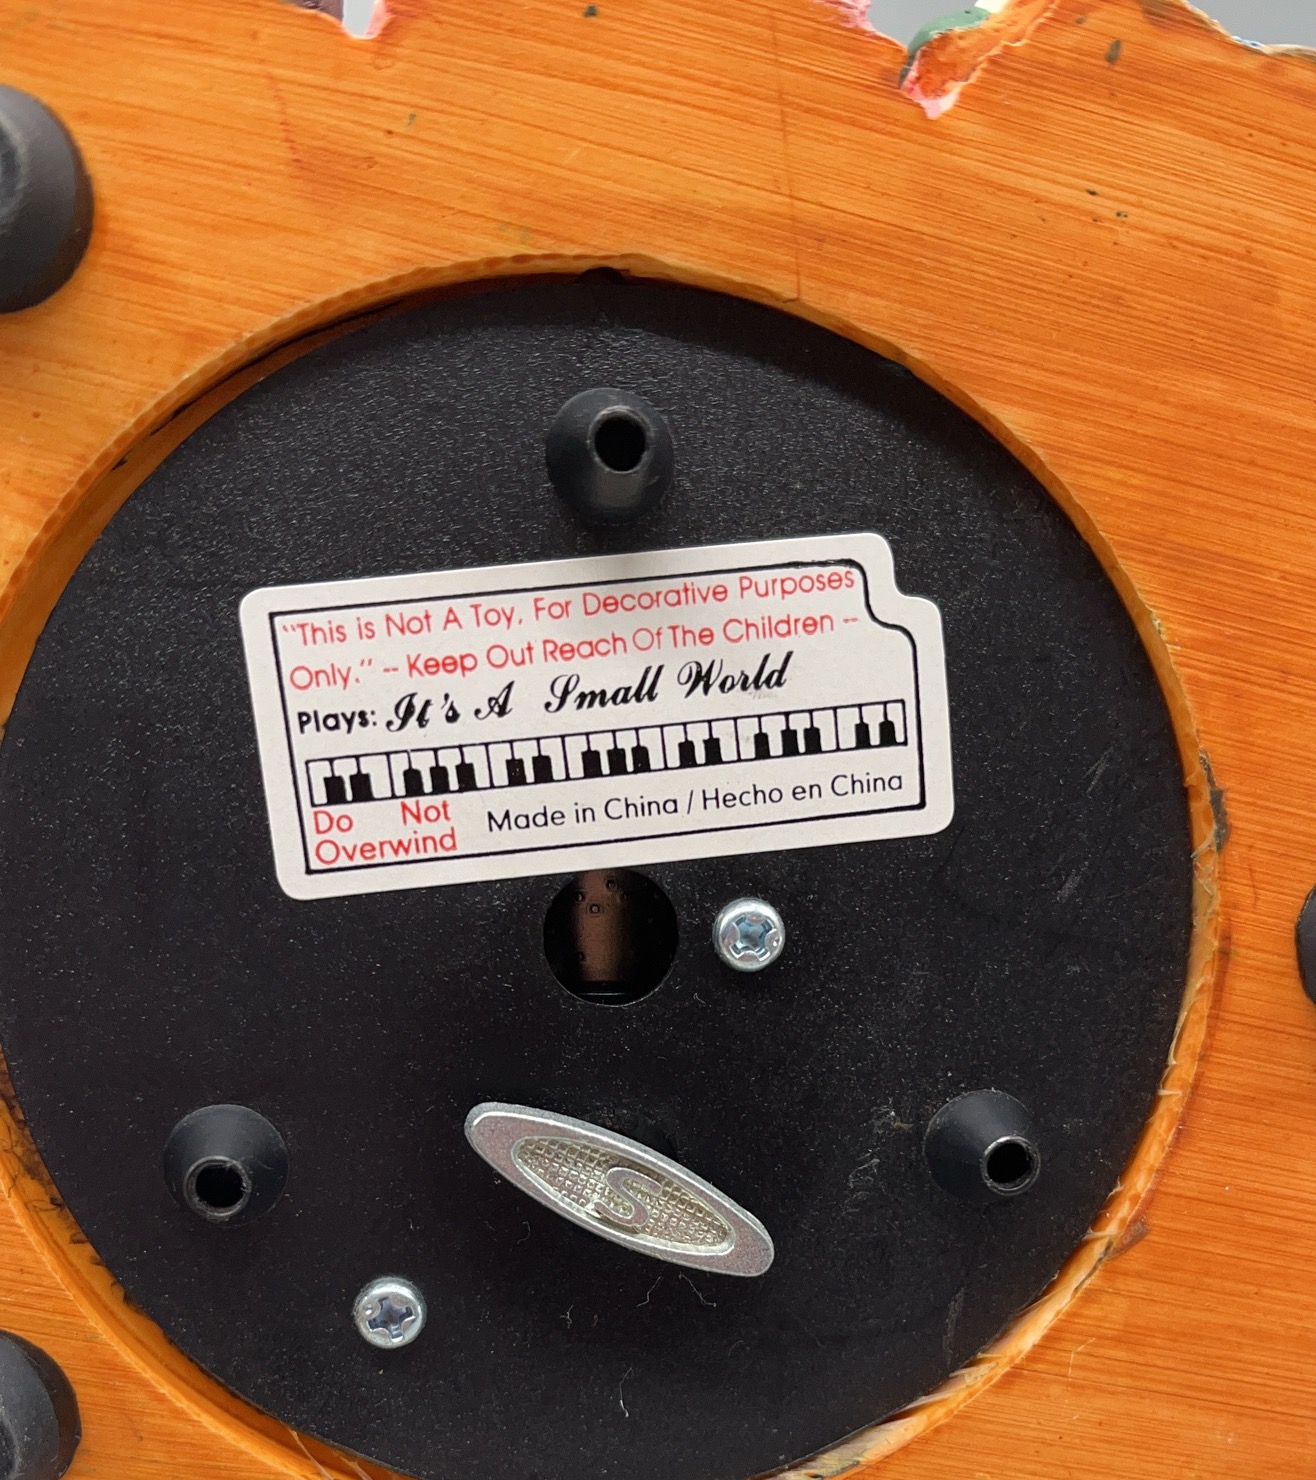 "This is Not A Toy, For Decorative Purposes
Only." -- Keep Out Reach Of The Children --
Plays: It's A Small World
Do Not
Overwind
Made in China / Hecho en China
S